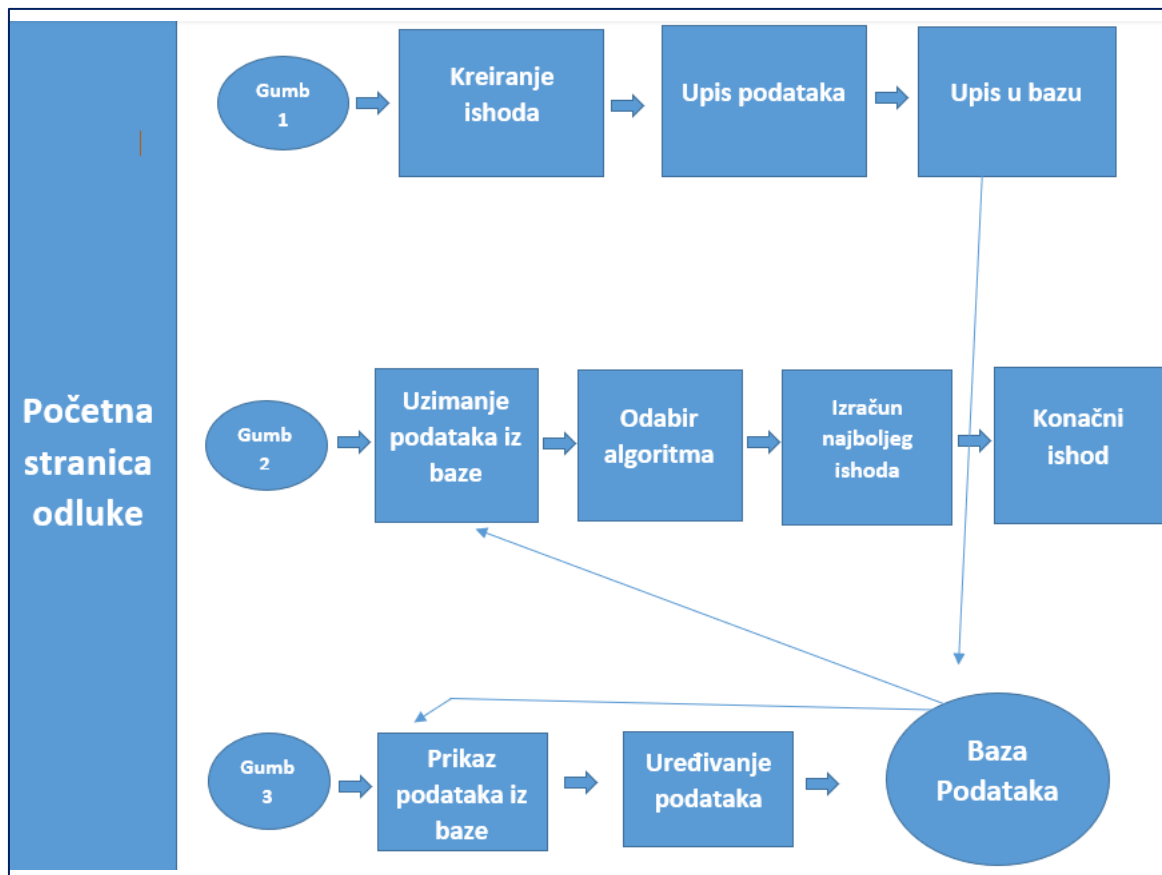 Početna
stranica
odluke
Gumb
1
Kreiranje
ishoda
Upis podataka
Upis u bazu
Gumb
2
Uzimanje
podataka iz
baze
Odabir
algoritma
Izračun
najboljeg
ishoda
Konačni
ishod
Gumb
3
Prikaz
podataka iz
baze
Uređivanje
podataka
Baza
Podataka